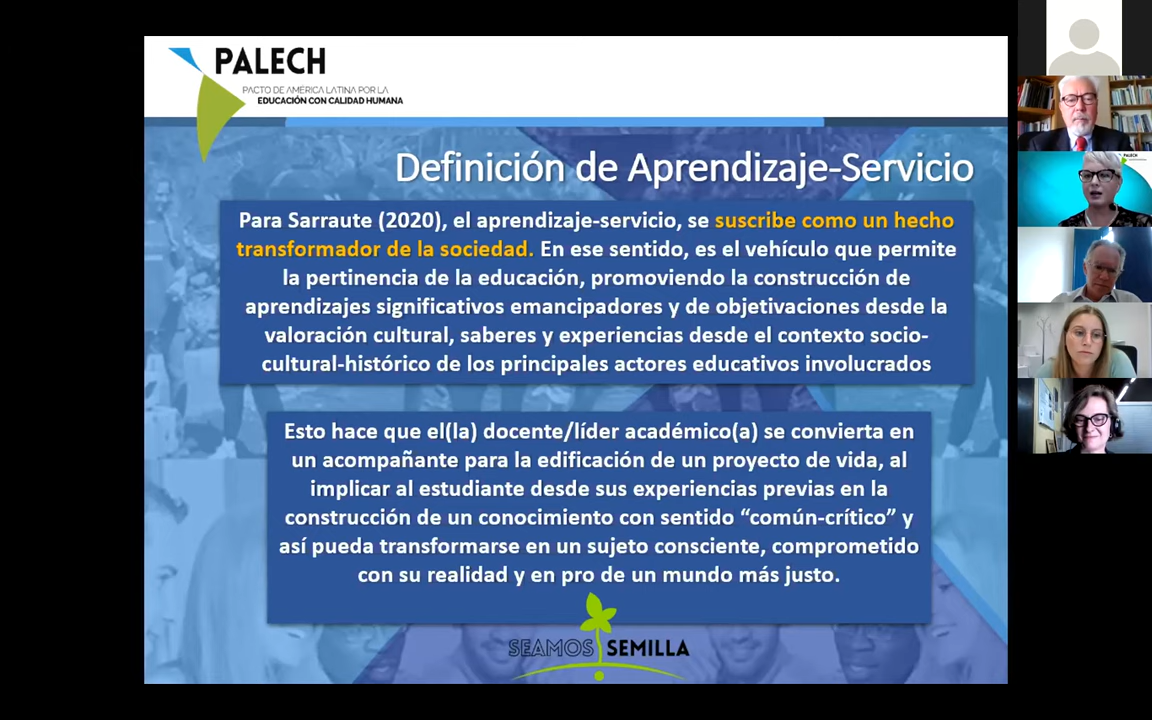 PALECH
PACTO DE AMÉRICA LATINA POR LA
EDUCACIÓN CON CALIDAD HUMANA
Definición de Aprendizaje-Servicio
Para Sarraute (2020), el aprendizaje-servicio, se suscribe como un hecho
transformador de la sociedad. En ese sentido, es el vehículo que permite
la pertinencia de la educación, promoviendo la construcción de
aprendizajes significativos emancipadores y de objetivaciones desde la
valoración cultural, saberes y experiencias desde el contexto socio-
cultural-histórico de los principales actores educativos involucrados
Esto hace que el(la) docente/líder académico(a) se convierta en
un acompañante para la edificación de un proyecto de vida, al
implicar al estudiante desde sus experiencias previas en la
construcción de un conocimiento con sentido “común-crítico” y
así pueda transformarse en un sujeto consciente, comprometido
con su realidad y en pro de un mundo más justo.
SEAMOS SEMILLA
PALECH